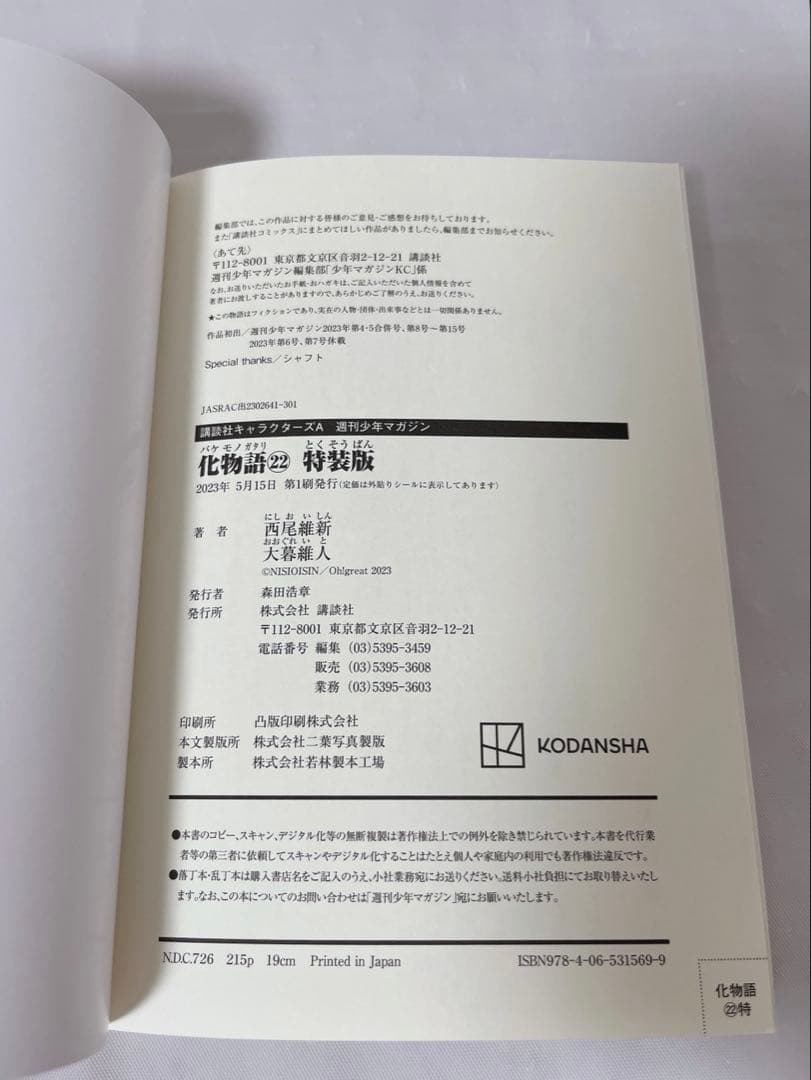 編集部では、この作品に対する皆様のご意見・ご感想をお待ちしております。
また「講談社コミックス」にまとめてほしい作品がありましたら、編集部までお知らせください。
〈あて先〉
〒112-8001 東京都文京区音羽2-12-21 講談社
週刊少年マガジン編集部「少年マガジンKC」係
なお、お送りいただいたお手紙・おハガキは、ご記入いただいた個人情報を含めて
著者にお渡しすることがありますので、あらかじめご了解のうえ、お送りください。
★この物語はフィクションであり、実在の人物・団体・出来事などとは一切関係ありません。
作品初出／週刊少年マガジン2023年第4・5合併号、第8号〜第15号
2023年第6号、第7号休載
Special thanks／シャフト
JASRAC出2302641-301
講談社キャラクターズA 週刊少年マガジン
バケモノガタリ とくそうばん
化物語㉒ 特装版
2023年 5月15日 第1刷発行(定価は外貼りシールに表示してあります)
にしおいしん
著者 西尾維新
おおぐれいと
大暮維人
©NISIOISIN／Oh!great 2023
発行者 森田浩章
発行所 株式会社 講談社
〒112-8001 東京都文京区音羽2-12-21
電話番号 編集 (03)5395-3459
販売 (03)5395-3608
業務 (03)5395-3603
印刷所 凸版印刷株式会社
本文製版所 株式会社二葉写真製版
製本所 株式会社若林製本工場
KODANSHA
●本書のコピー、スキャン、デジタル化等の無断複製は著作権法上での例外を除き禁じられています。本書を代行業
者等の第三者に依頼してスキャンやデジタル化することはたとえ個人や家庭内の利用でも著作権法違反です。
●落丁本・乱丁本は購入書店名をご記入のうえ、小社業務宛にお送りください。送料小社負担にてお取り替えいたし
ます。なお、この本についてのお問い合わせは「週刊少年マガジン」宛にお願いいたします。
N.D.C.726 215p 19cm Printed in Japan ISBN978-4-06-531569-9
化物語
㉒特